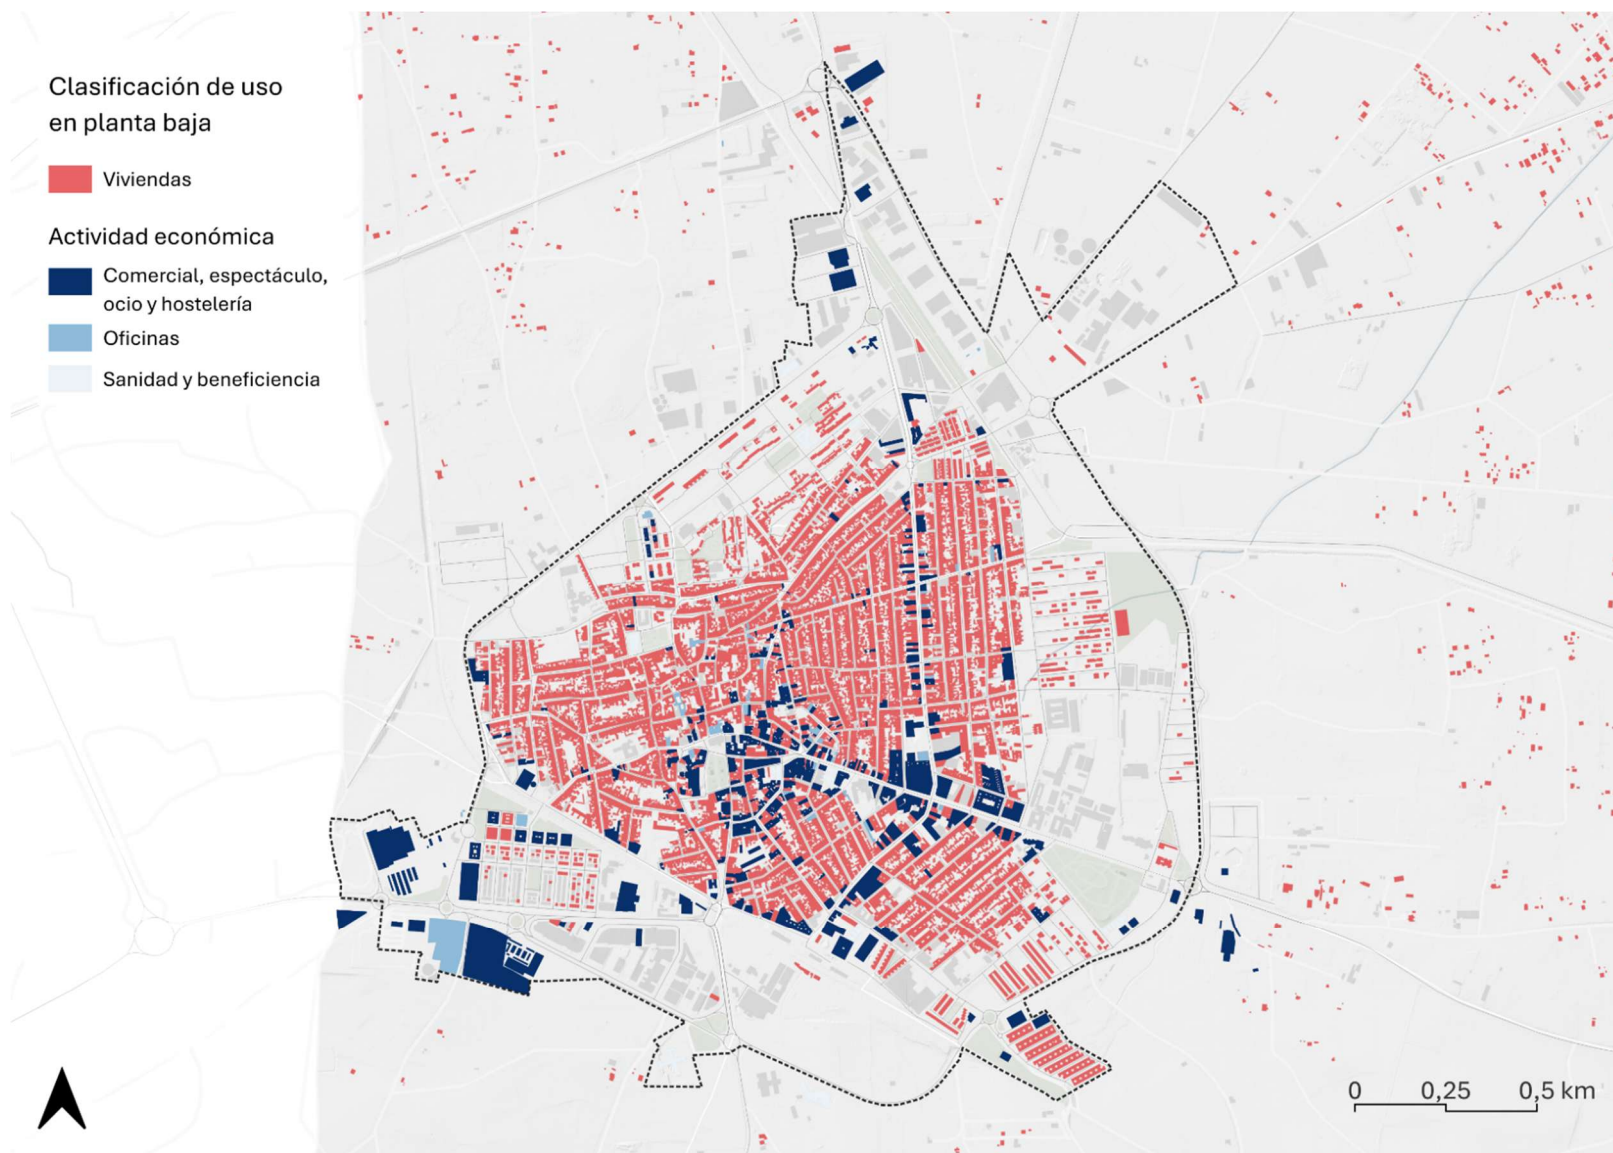 Clasificación de uso
en planta baja
Viviendas
Actividad económica
Comercial, espectáculo,
ocio y hostelería
Oficinas
Sanidad y beneficiencia
0 0,25 0,5 km